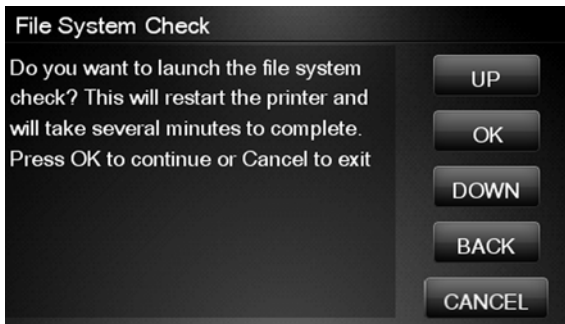 File System Check
Do you want to launch the file system
check? This will restart the printer and
will take several minutes to complete.
Press OK to continue or Cancel to exit
UP
OK
DOWN
BACK
CANCEL